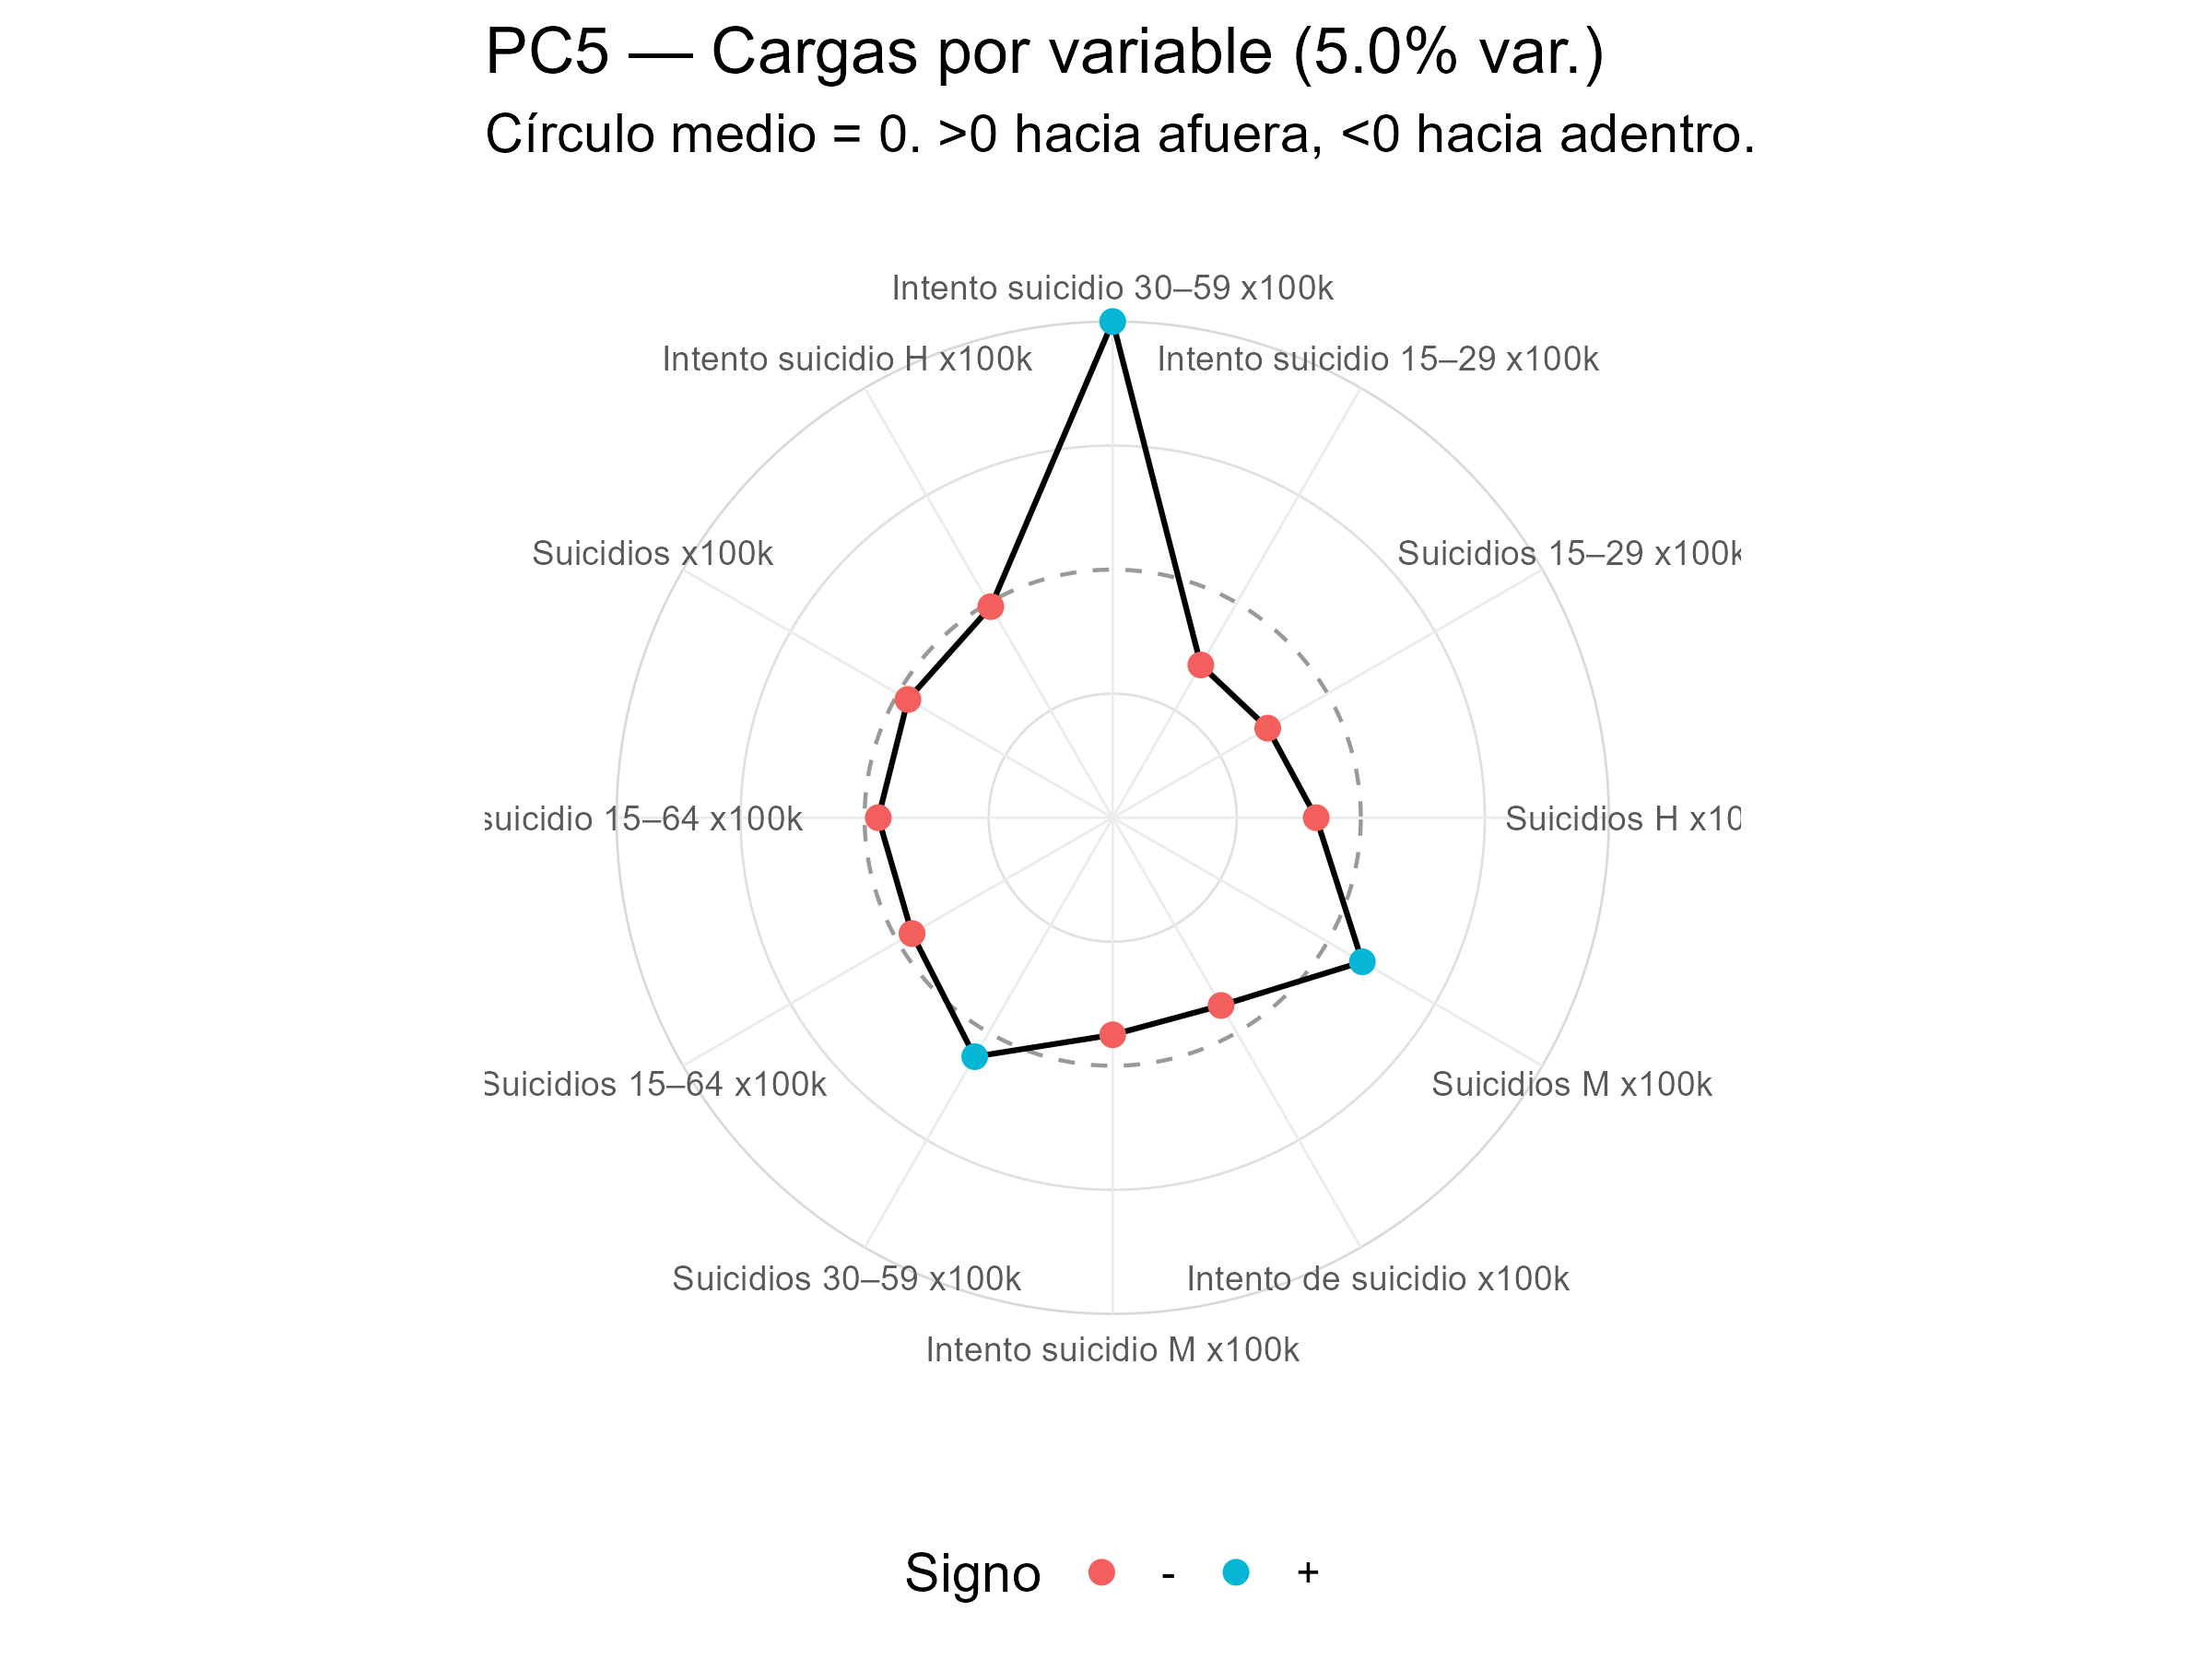 PC5 — Cargas por variable (5.0% var.)
Círculo medio = 0. >0 hacia afuera, <0 hacia adentro.
Intento suicidio 30–59 x100k
Intento suicidio H x100k
Intento suicidio 15–29 x100k
Suicidios x100k
Suicidios 15–29 x100k
suicidio 15–64 x100k
Suicidios H x10
Suicidios 15–64 x100k
Suicidios M x100k
Suicidios 30–59 x100k
Intento de suicidio x100k
Intento suicidio M x100k
Signo - +